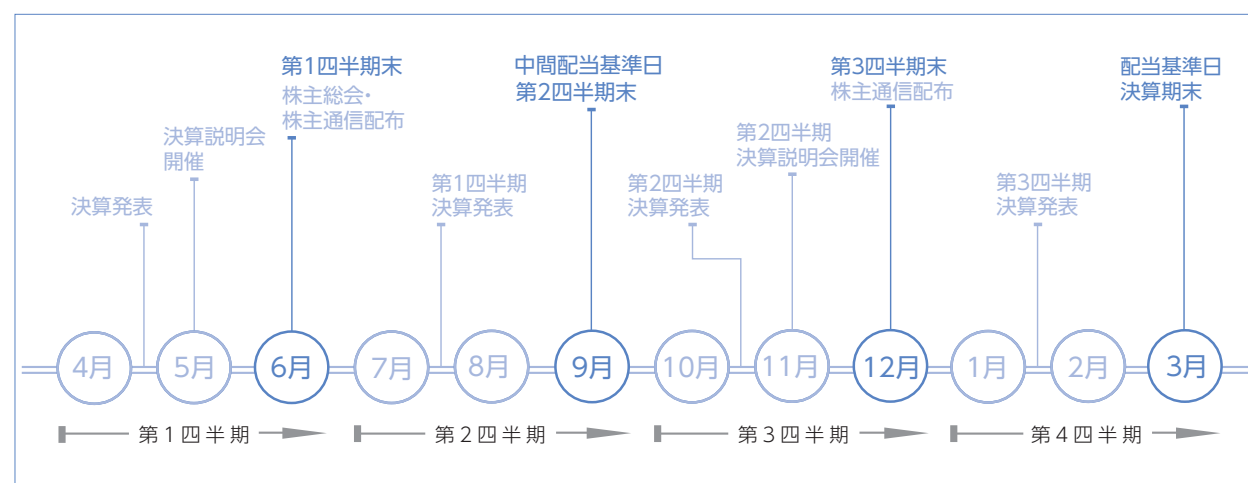 第1四半期末
株主総会・
株主通信配布
中間配当基準日
第2四半期末
第3四半期末
株主通信配布
配当基準日
決算期末
決算説明会
開催
第2四半期
決算説明会開催
決算発表
第1四半期
決算発表
第2四半期
決算発表
第3四半期
決算発表
4月
5月
6月
7月
8月
9月
10月
11月
12月
1月
2月
3月
第1四半期
第2四半期
第3四半期
第4四半期